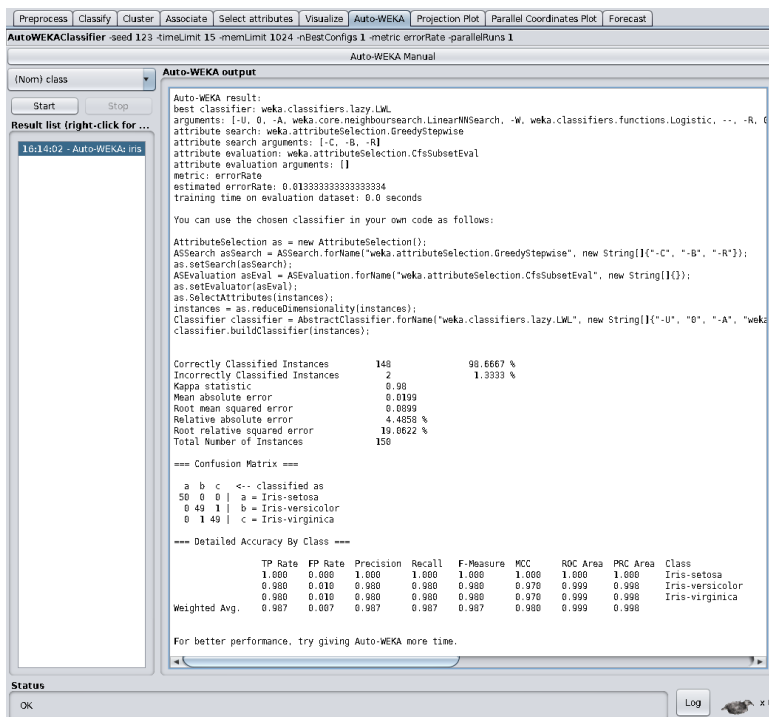 Preprocess Classify Cluster Associate Select attributes Visualize Auto-WEKA Projection Plot Parallel Coordinates Plot Forecast
AutoWEKAClassifier -seed 123 -timeLimit 15 -memLimit 1024 -nBestConfigs 1 -metric errorRate -parallelRuns 1
Auto-WEKA Manual
(Nom) class
Start Stop
Result list (right-click for ...
16:14:02 - Auto-WEKA: iris
Auto-WEKA output
Auto-WEKA result:
best classifier: weka.classifiers.lazy.LWL
arguments: [-U, 0, -A, weka.core.neighboursearch.LinearNNSearch, -W, weka.classifiers.functions.Logistic, --, -R, 0
attribute search: weka.attributeSelection.GreedyStepwise
attribute search arguments: [-C, -B, -R]
attribute evaluation: weka.attributeSelection.CfsSubsetEval
attribute evaluation arguments: []
metric: errorRate
estimated errorRate: 0.013333333333333334
training time on evaluation dataset: 0.0 seconds
You can use the chosen classifier in your own code as follows:
AttributeSelection as = new AttributeSelection();
ASSearch asSearch = ASSearch.forName("weka.attributeSelection.GreedyStepwise", new String[]{"-C", "-B", "-R"});
as.setSearch(asSearch);
ASEvaluation asEval = ASEvaluation.forName("weka.attributeSelection.CfsSubsetEval", new String[]{});
as.setEvaluator(asEval);
as.SelectAttributes(instances);
instances = as.reduceDimensionality(instances);
Classifier classifier = AbstractClassifier.forName("weka.classifiers.lazy.LWL", new String[]{"-U", "0", "-A", "weka
classifier.buildClassifier(instances);
Correctly Classified Instances 148 98.6667 %
Incorrectly Classified Instances 2 1.3333 %
Kappa statistic 0.98
Mean absolute error 0.0199
Root mean squared error 0.0899
Relative absolute error 4.4858 %
Root relative squared error 19.0622 %
Total Number of Instances 150
=== Confusion Matrix ===
a b c <-- classified as
50 0 0 | a = Iris-setosa
0 49 1 | b = Iris-versicolor
0 1 49 | c = Iris-virginica
=== Detailed Accuracy By Class ===
TP Rate FP Rate Precision Recall F-Measure MCC ROC Area PRC Area Class
1.000 0.000 1.000 1.000 1.000 1.000 1.000 1.000 Iris-setosa
0.980 0.010 0.980 0.980 0.980 0.970 0.999 0.998 Iris-versicolor
0.980 0.010 0.980 0.980 0.980 0.970 0.999 0.998 Iris-virginica
Weighted Avg. 0.987 0.007 0.987 0.987 0.987 0.980 0.999 0.998
For better performance, try giving Auto-WEKA more time.
Status
OK
Log x